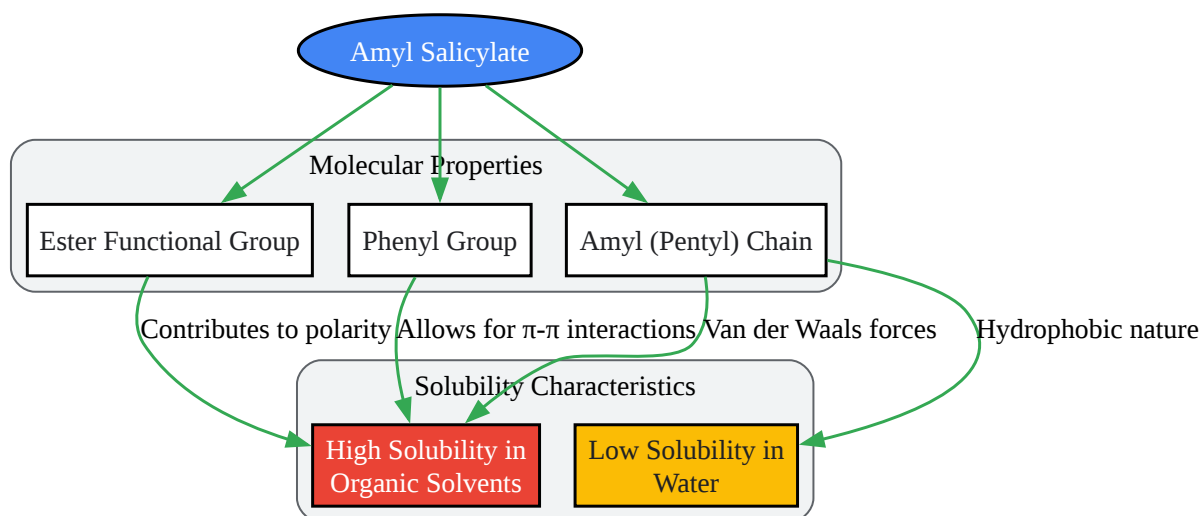 Amyl Salicylate
Molecular Properties
Ester Functional Group
Phenyl Group
Amyl (Pentyl) Chain
Contributes to polarity
Allows for π-π interactions
Van der Waals forces
Hydrophobic nature
Solubility Characteristics
High Solubility in
Organic Solvents
Low Solubility in
Water